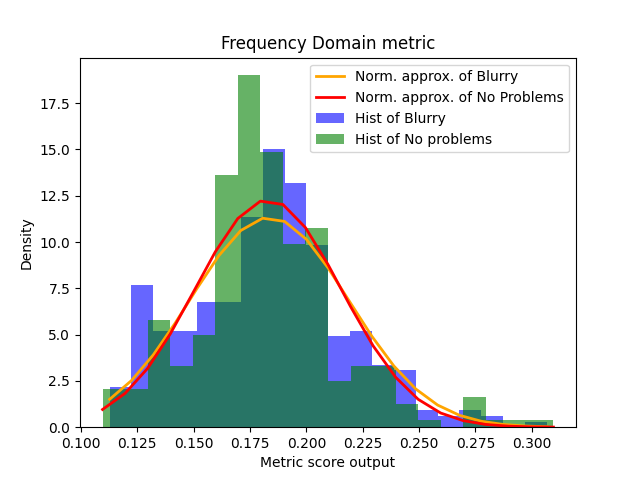 Frequency Domain metric
Norm. approx. of Blurry
Norm. approx. of No Problems
Hist of Blurry
Hist of No problems
17.5
15.0
12.5
10.0
7.5
5.0
2.5
0.0
Density
0.100 0.125 0.150 0.175 0.200 0.225 0.250 0.275 0.300
Metric score output